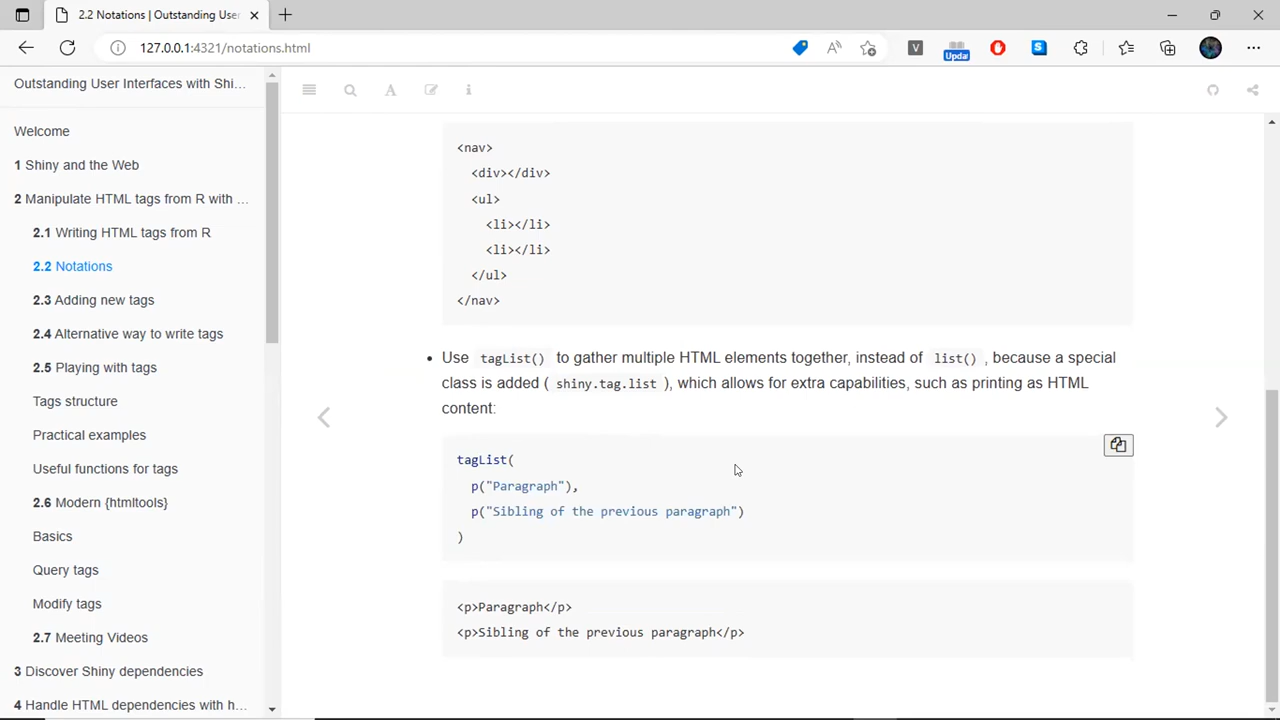 2.2 Notations | Outstanding User
127.0.0.1:4321/notations.html
V
Updat
S
Outstanding User Interfaces with Shi...
Welcome
1 Shiny and the Web
2 Manipulate HTML tags from R with ...
2.1 Writing HTML tags from R
2.2 Notations
2.3 Adding new tags
2.4 Alternative way to write tags
2.5 Playing with tags
Tags structure
Practical examples
Useful functions for tags
2.6 Modern {htmltools}
Basics
Query tags
Modify tags
2.7 Meeting Videos
3 Discover Shiny dependencies
4 Handle HTML dependencies with h...
<nav>
<div></div>
<ul>
<li></li>
<li></li>
</ul>
</nav>
• Use tagList() to gather multiple HTML elements together, instead of list() , because a special
class is added ( shiny.tag.list ), which allows for extra capabilities, such as printing as HTML
content:
tagList(
p("Paragraph"),
p("Sibling of the previous paragraph")
)
<p>Paragraph</p>
<p>Sibling of the previous paragraph</p>